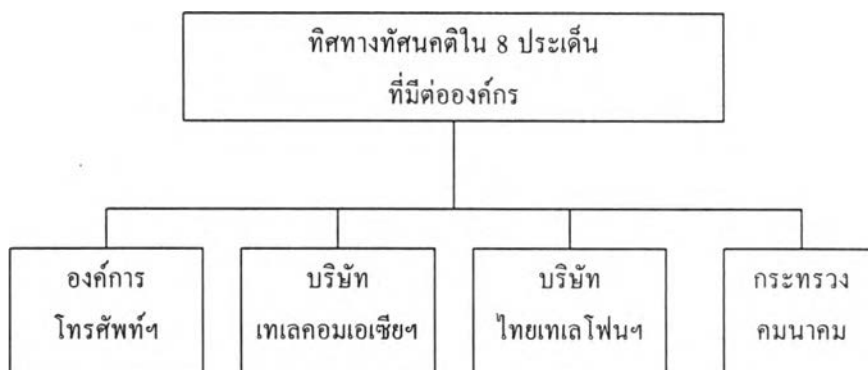 ทิศทางทัศนคติใน 8 ประเด็น
ที่มีต่อองค์กร
องค์การ
โทรศัพท์ฯ
บริษัท
เทเลคอมเอเซียฯ
บริษัท
ไทยเทเลโฟนฯ
กระทรวง
คมนาคม